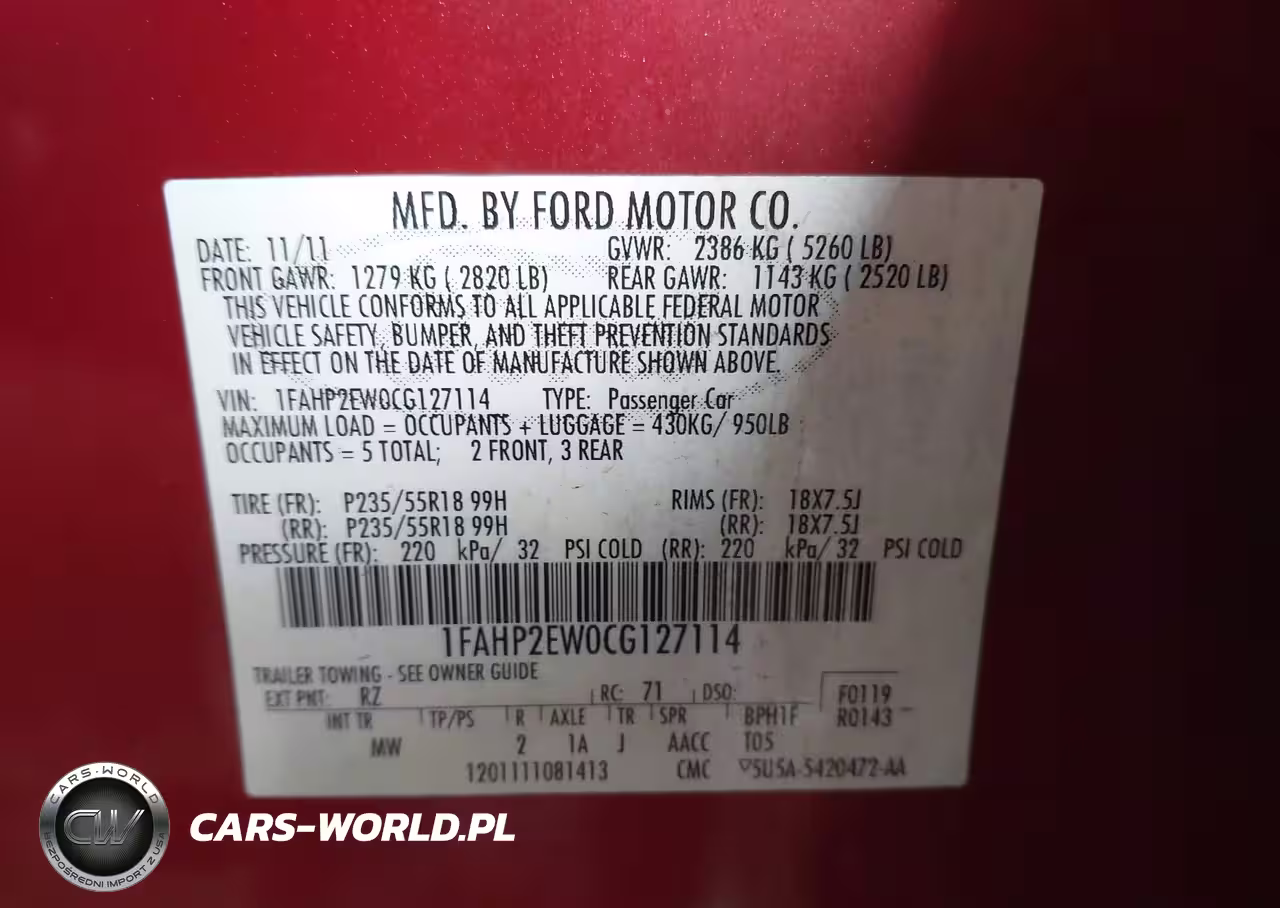 MFD. BY FORD MOTOR CO.
DATE: 11/11 GVWR: 2386 KG ( 5260 LB)
FRONT GAWR: 1279 KG ( 2820 LB) REAR GAWR: 1143 KG ( 2520 LB)
THIS VEHICLE CONFORMS TO ALL APPLICABLE FEDERAL MOTOR
VEHICLE SAFETY, BUMPER, AND THEFT PREVENTION STANDARDS
IN EFFECT ON THE DATE OF MANUFACTURE SHOWN ABOVE.
VIN: 1FAHP2EW0CG127114 TYPE: Passenger Car
MAXIMUM LOAD = OCCUPANTS + LUGGAGE = 430KG/ 950LB
OCCUPANTS = 5 TOTAL; 2 FRONT, 3 REAR
TIRE (FR): P235/55R18 99H RIMS (FR): 18X7.5J
(RR): P235/55R18 99H (RR): 18X7.5J
PRESSURE (FR): 220 kPa/ 32 PSI COLD (RR): 220 kPa/ 32 PSI COLD
1FAHP2EW0CG127114
TRAILER TOWING - SEE OWNER GUIDE
EXT PNT: RZ RC: 71 DSO: F0119
INT TR TP/PS R AXLE TR SPR BPH1F R0143
MW 2 1A J AACC T05
1201111081413 CMC ▽5U5A-5420472-AA
CARS-WORLD
CW
BEZPOŚREDNI IMPORT Z USA
CARS-WORLD.PL